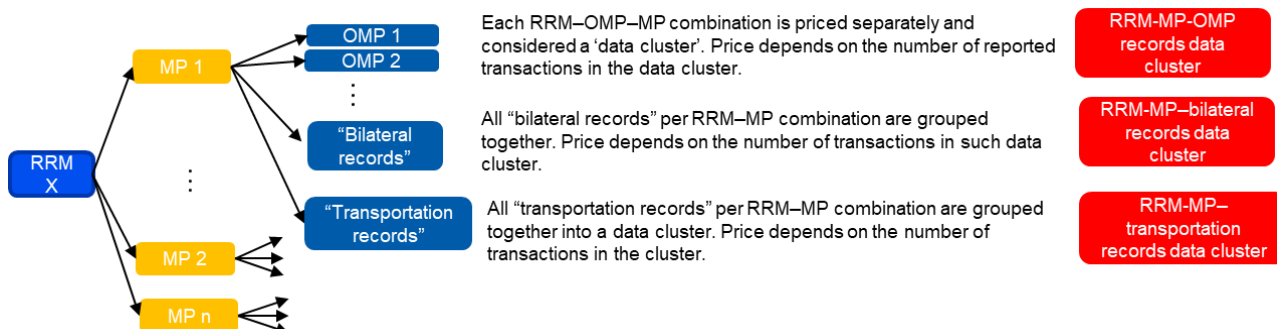 OMP 1
OMP 2
⋮
MP 1
Each RRM–OMP–MP combination is priced separately and
considered a ‘data cluster’. Price depends on the number of reported
transactions in the data cluster.
RRM-MP-OMP
records data
cluster
“Bilateral
records”
All “bilateral records” per RRM–MP combination are grouped
together. Price depends on the number of transactions in such data
cluster.
RRM-MP–bilateral
records data
cluster
RRM
X
⋮
“Transportation
records”
All “transportation records” per RRM–MP combination are grouped
together into a data cluster. Price depends on the number of
transactions in the cluster.
RRM-MP–
transportation
records data cluster
MP 2
MP n